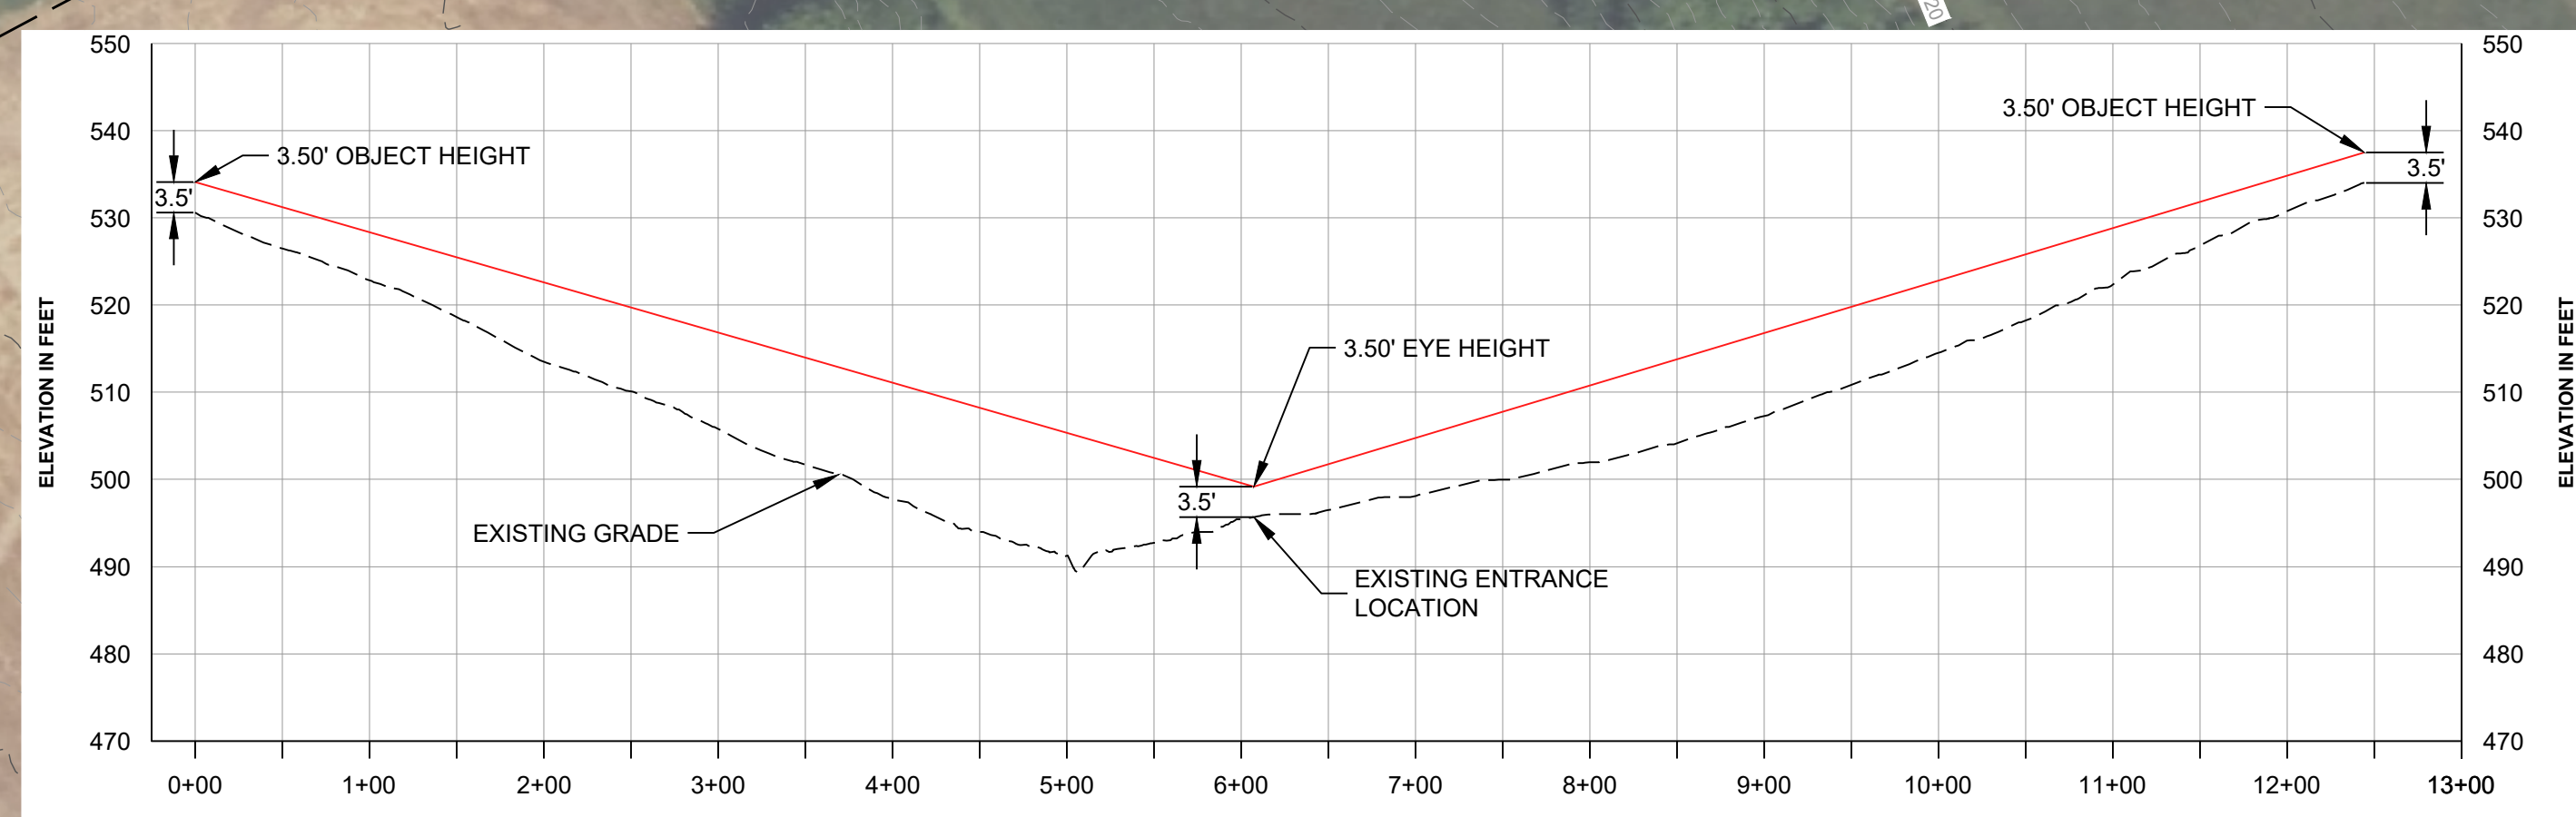 20
550
550
3.50' OBJECT HEIGHT
540
540
3.50' OBJECT HEIGHT
3.5'
3.5'
530
530
520
520
ELEVATION IN FEET
ELEVATION IN FEET
3.50' EYE HEIGHT
510
510
500
500
3.5'
EXISTING GRADE
490
490
EXISTING ENTRANCE
LOCATION
480
480
470
470
0+00 1+00 2+00 3+00 4+00 5+00 6+00 7+00 8+00 9+00 10+00 11+00 12+00 13+00